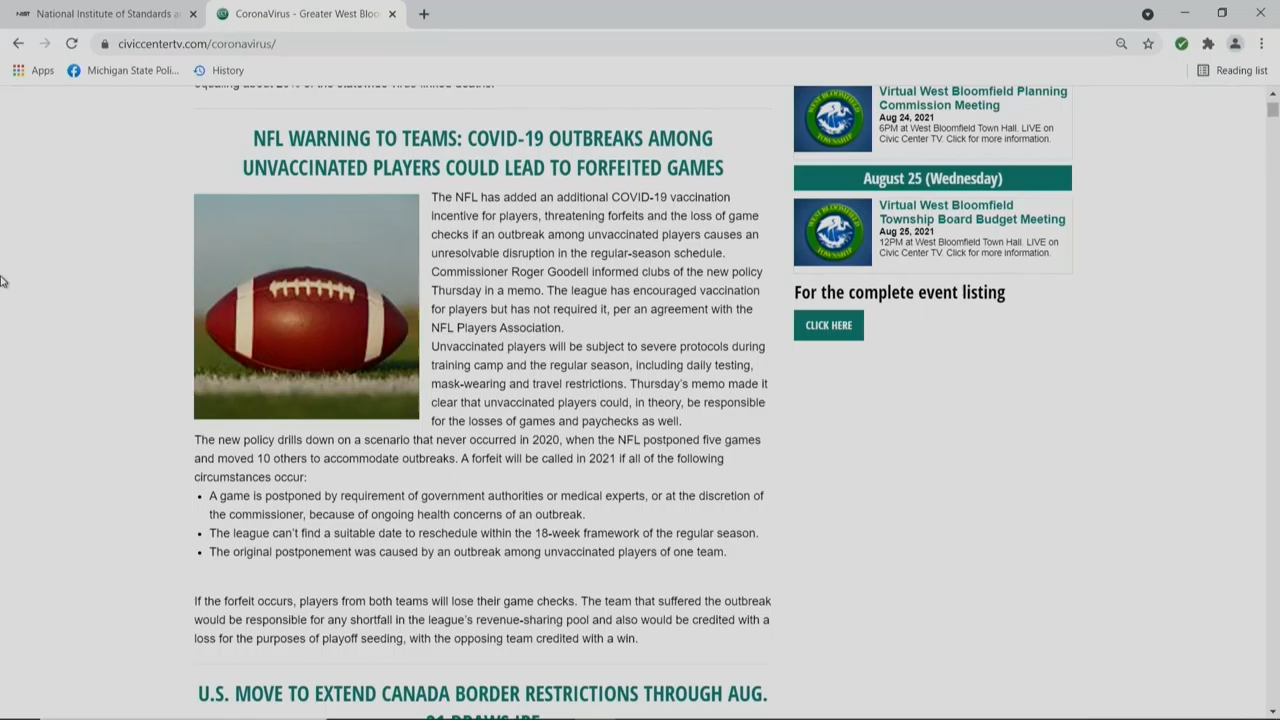 National Institute of Standards a
CoronaVirus - Greater West Bloo
civiccentertv.com/coronavirus/
Apps
Michigan State Poli...
History
Reading list
NFL WARNING TO TEAMS: COVID-19 OUTBREAKS AMONG
UNVACCINATED PLAYERS COULD LEAD TO FORFEITED GAMES
The NFL has added an additional COVID-19 vaccination
incentive for players, threatening forfeits and the loss of game
checks if an outbreak among unvaccinated players causes an
unresolvable disruption in the regular-season schedule.
Commissioner Roger Goodell informed clubs of the new policy
Thursday in a memo. The league has encouraged vaccination
for players but has not required it, per an agreement with the
NFL Players Association.
Unvaccinated players will be subject to severe protocols during
training camp and the regular season, including daily testing,
mask-wearing and travel restrictions. Thursday's memo made it
clear that unvaccinated players could, in theory, be responsible
for the losses of games and paychecks as well.
The new policy drills down on a scenario that never occurred in 2020, when the NFL postponed five games
and moved 10 others to accommodate outbreaks. A forfeit will be called in 2021 if all of the following
circumstances occur:
• A game is postponed by requirement of government authorities or medical experts, or at the discretion of
the commissioner, because of ongoing health concerns of an outbreak.
• The league can't find a suitable date to reschedule within the 18-week framework of the regular season.
• The original postponement was caused by an outbreak among unvaccinated players of one team.
If the forfeit occurs, players from both teams will lose their game checks. The team that suffered the outbreak
would be responsible for any shortfall in the league's revenue-sharing pool and also would be credited with a
loss for the purposes of playoff seeding, with the opposing team credited with a win.
U.S. MOVE TO EXTEND CANADA BORDER RESTRICTIONS THROUGH AUG.
Virtual West Bloomfield Planning
Commission Meeting
Aug 24, 2021
6PM at West Bloomfield Town Hall. LIVE on
Civic Center TV. Click for more information.
August 25 (Wednesday)
Virtual West Bloomfield
Township Board Budget Meeting
Aug 25, 2021
12PM at West Bloomfield Town Hall. LIVE on
Civic Center TV. Click for more information.
For the complete event listing
CLICK HERE
WEST BLOOMFIELD
TOWNSHIP
WEST BLOOMFIELD
TOWNSHIP